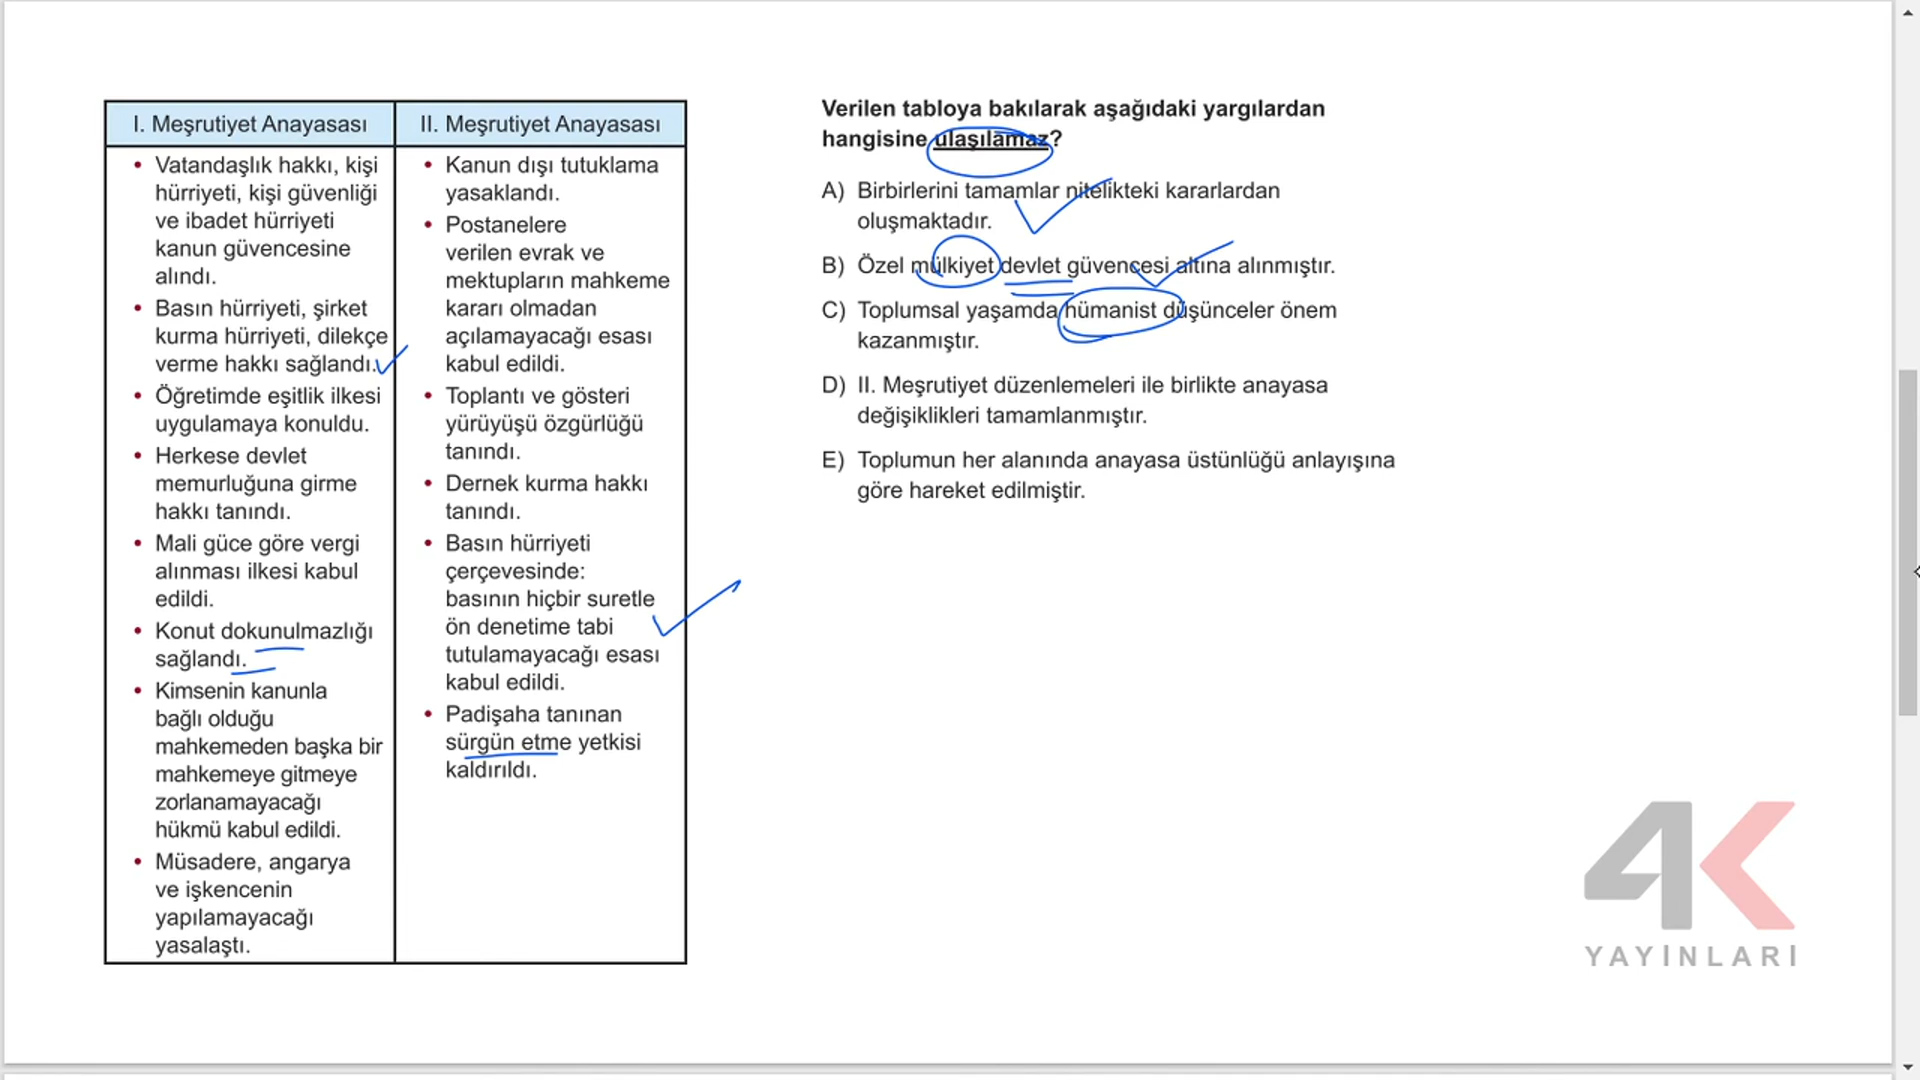 I. Meşrutiyet Anayasası
• Vatandaşlık hakkı, kişi
hürriyeti, kişi güvenliği
ve ibadet hürriyeti
kanun güvencesine
alındı.
• Basın hürriyeti, şirket
kurma hürriyeti, dilekçe
verme hakkı sağlandı.
• Öğretimde eşitlik ilkesi
uygulamaya konuldu.
• Herkese devlet
memurluğuna girme
hakkı tanındı.
• Mali güce göre vergi
alınması ilkesi kabul
edildi.
• Konut dokunulmazlığı
sağlandı.
• Kimsenin kanunla
bağlı olduğu
mahkemeden başka bir
mahkemeye gitmeye
zorlanamayacağı
hükmü kabul edildi.
• Müsadere, angarya
ve işkencenin
yapılamayacağı
yasalaştı.
II. Meşrutiyet Anayasası
• Kanun dışı tutuklama
yasaklandı.
• Postanelere
verilen evrak ve
mektupların mahkeme
kararı olmadan
açılamayacağı esası
kabul edildi.
• Toplantı ve gösteri
yürüyüşü özgürlüğü
tanındı.
• Dernek kurma hakkı
tanındı.
• Basın hürriyeti
çerçevesinde:
basının hiçbir suretle
ön denetime tabi
tutulamayacağı esası
kabul edildi.
• Padişaha tanınan
sürgün etme yetkisi
kaldırıldı.
Verilen tabloya bakılarak aşağıdaki yargılardan
hangisine ulaşılamaz?
A) Birbirlerini tamamlar nitelikteki kararlardan
oluşmaktadır.
B) Özel mülkiyet devlet güvencesi altına alınmıştır.
C) Toplumsal yaşamda hümanist düşünceler önem
kazanmıştır.
D) II. Meşrutiyet düzenlemeleri ile birlikte anayasa
değişiklikleri tamamlanmıştır.
E) Toplumun her alanında anayasa üstünlüğü anlayışına
göre hareket edilmiştir.
4K
YAYINLARI